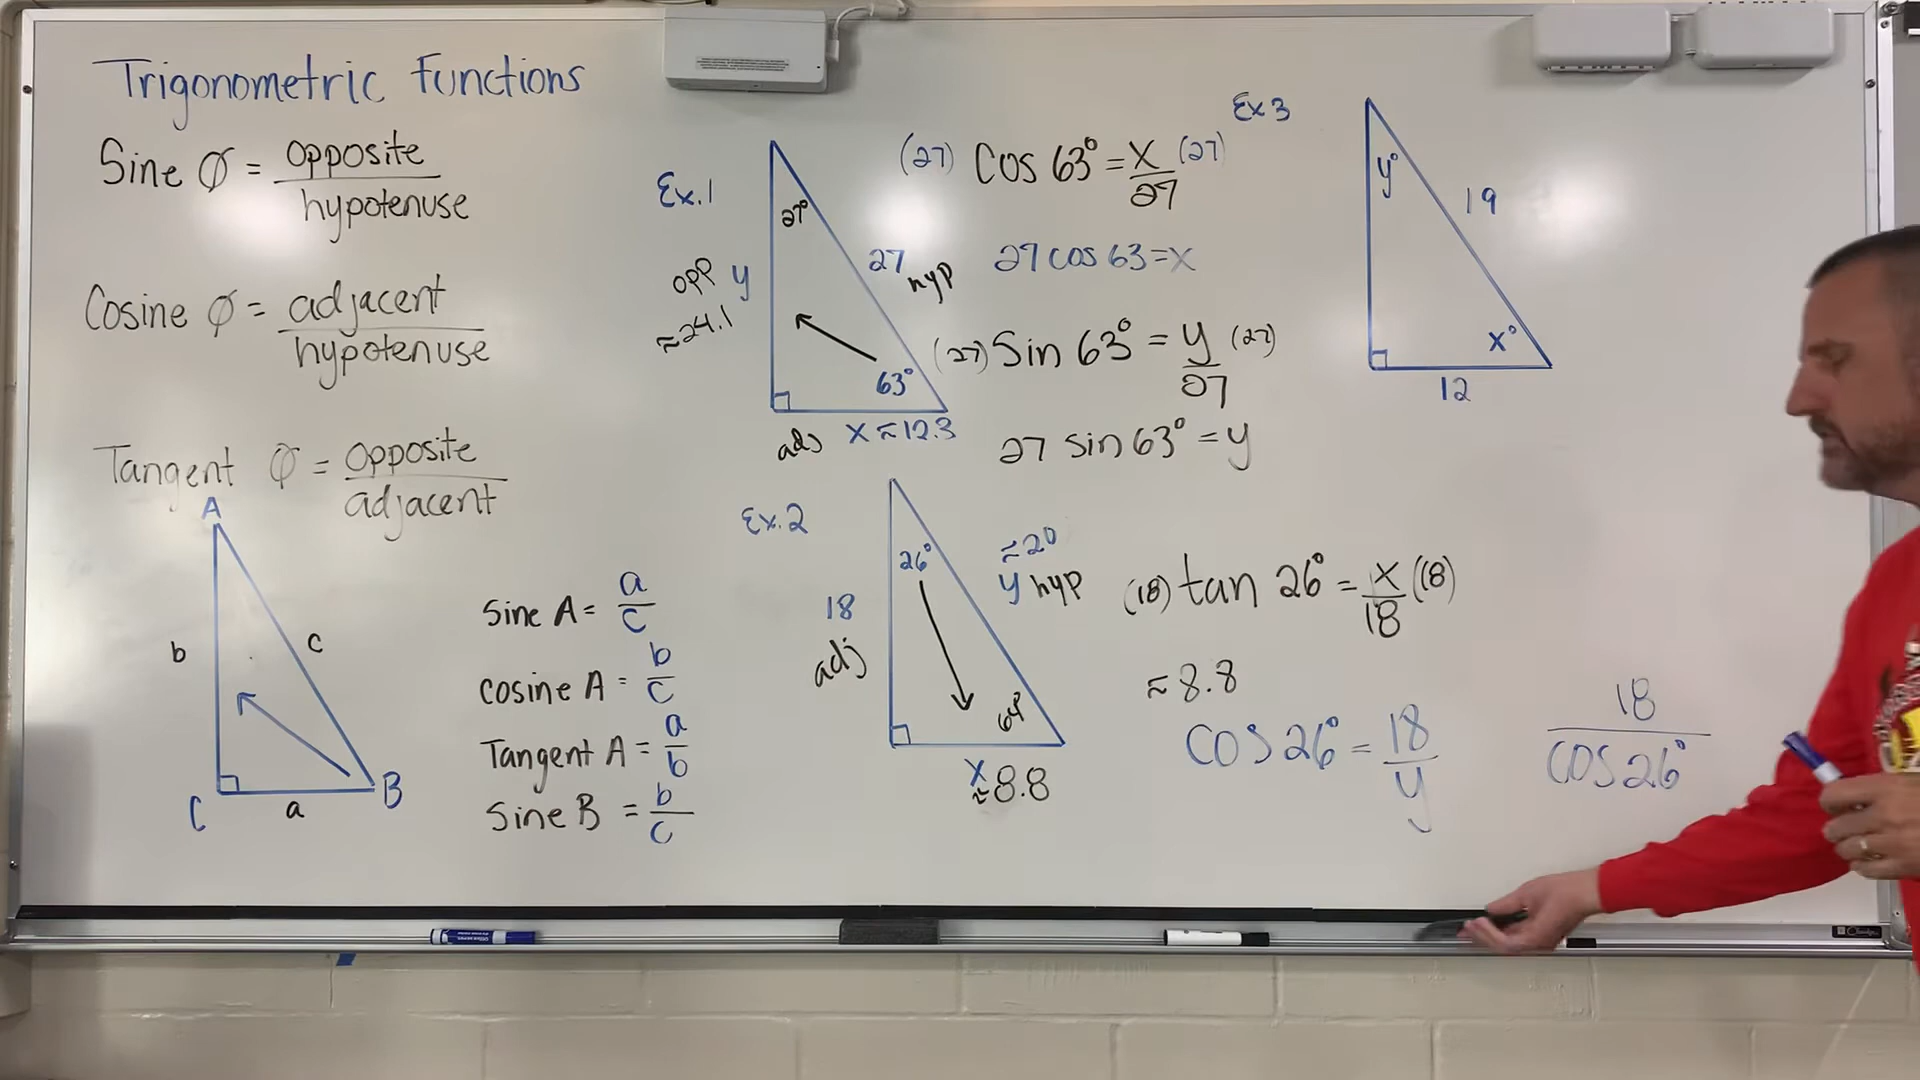 Trigonometric Functions
Sine ∅ = opposite
hypotenuse
Cosine ∅ = adjacent
hypotenuse
Tangent ∅ = opposite
adjacent
A
b
c
C
a
B
Sine A = a
c
cosine A = b
c
Tangent A = a
b
Sine B = b
c
Ex.1
27°
opp y
≈24.1
27
hyp
63°
adj x ≈ 12.3
(27) Cos 63° = x (27)
27
27 cos 63 = x
(27) Sin 63° = y (27)
27
27 sin 63° = y
Ex.2
26°
18
adj
≈20
y hyp
64°
x
≈8.8
(18) tan 26° = x (18)
18
≈ 8.8
cos 26° = 18
y
18
cos 26°
Ex 3
y°
19
x°
12